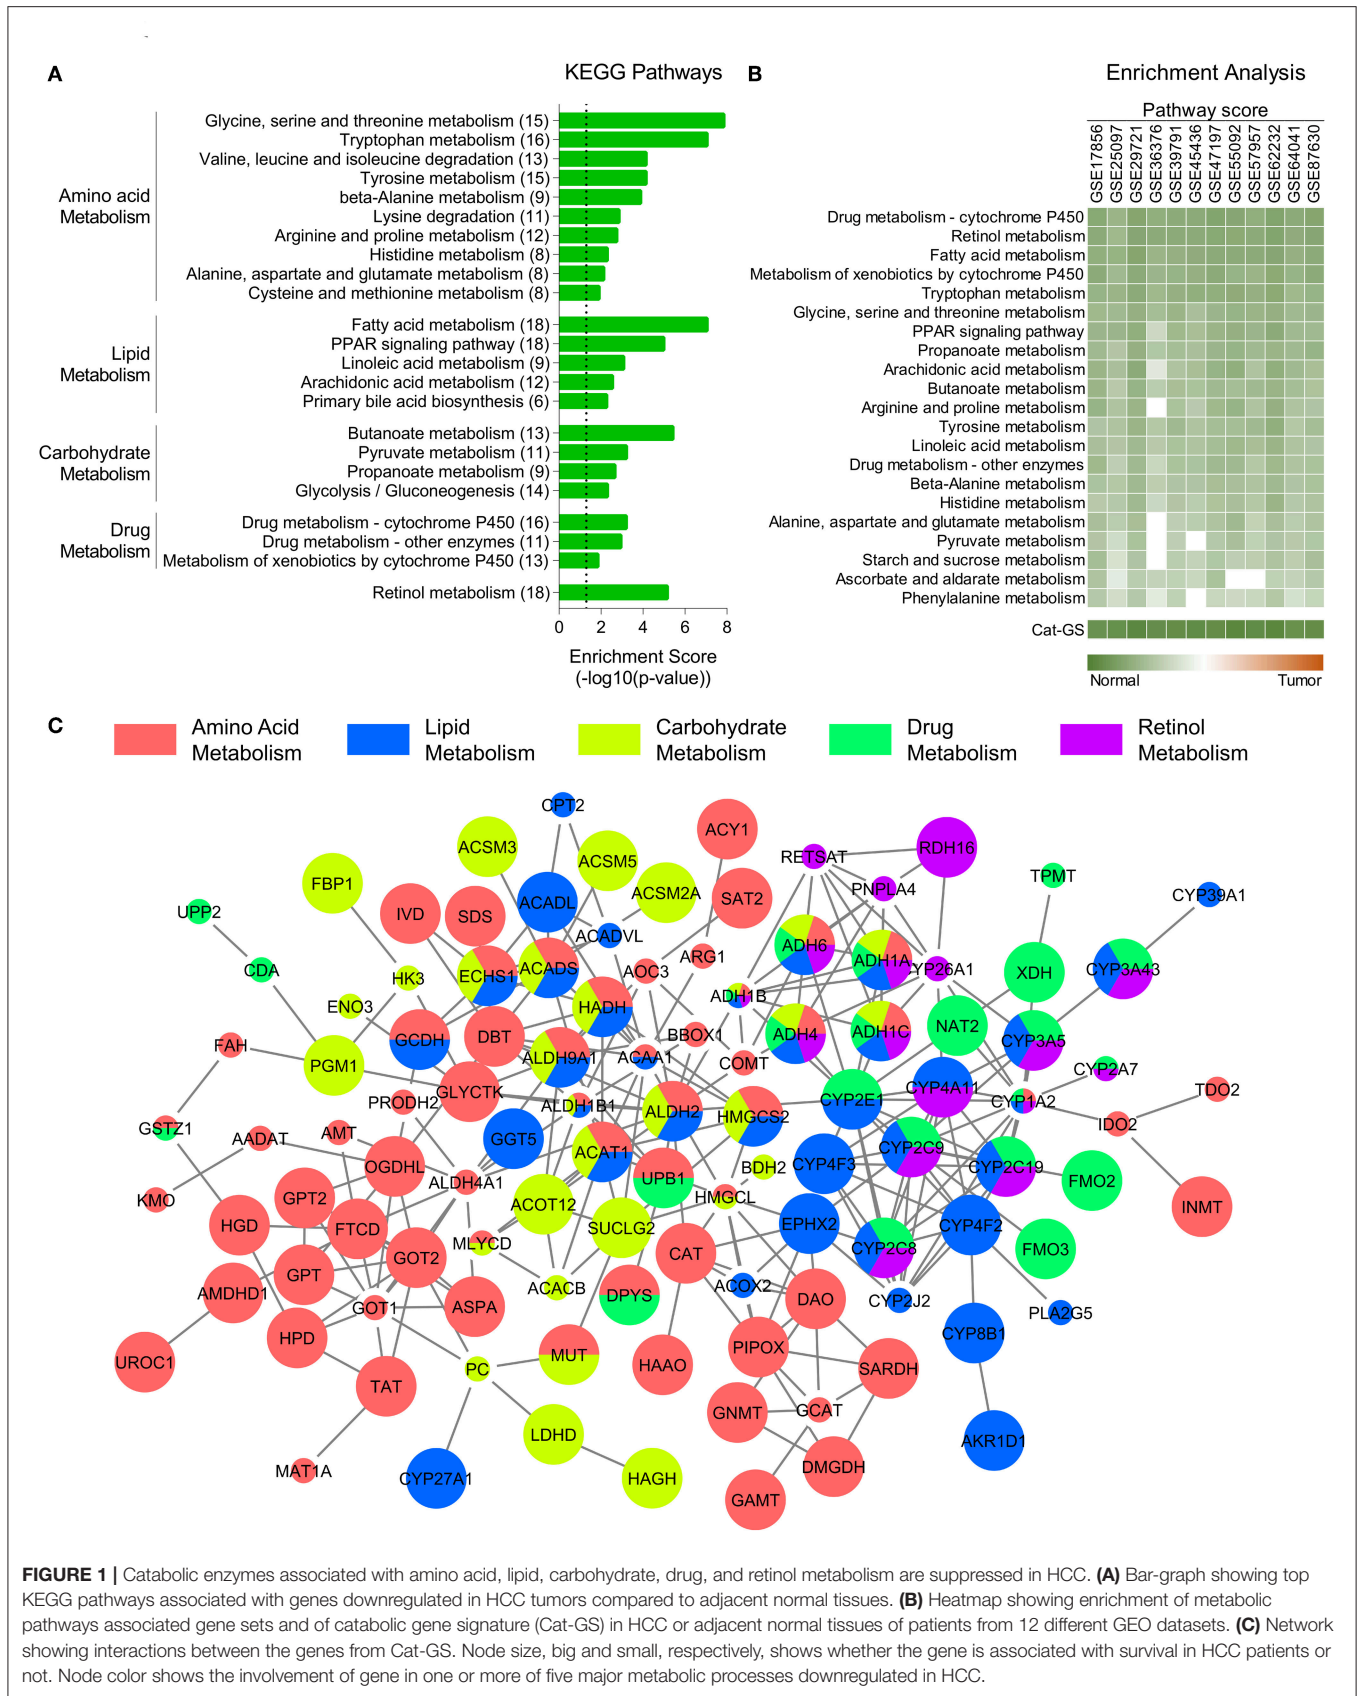 A
KEGG Pathways
Amino acid
Metabolism
Glycine, serine and threonine metabolism (15)
Tryptophan metabolism (16)
Valine, leucine and isoleucine degradation (13)
Tyrosine metabolism (15)
beta-Alanine metabolism (9)
Lysine degradation (11)
Arginine and proline metabolism (12)
Histidine metabolism (8)
Alanine, aspartate and glutamate metabolism (8)
Cysteine and methionine metabolism (8)
Lipid
Metabolism
Fatty acid metabolism (18)
PPAR signaling pathway (18)
Linoleic acid metabolism (9)
Arachidonic acid metabolism (12)
Primary bile acid biosynthesis (6)
Carbohydrate
Metabolism
Butanoate metabolism (13)
Pyruvate metabolism (11)
Propanoate metabolism (9)
Glycolysis / Gluconeogenesis (14)
Drug
Metabolism
Drug metabolism - cytochrome P450 (16)
Drug metabolism - other enzymes (11)
Metabolism of xenobiotics by cytochrome P450 (13)
Retinol metabolism (18)
0 2 4 6 8
Enrichment Score
(-log10(p-value))
B
Enrichment Analysis
Pathway score
GSE17856
GSE25097
GSE29721
GSE36376
GSE39791
GSE45436
GSE47197
GSE55092
GSE57957
GSE62232
GSE64041
GSE87630
Drug metabolism - cytochrome P450
Retinol metabolism
Fatty acid metabolism
Metabolism of xenobiotics by cytochrome P450
Tryptophan metabolism
Glycine, serine and threonine metabolism
PPAR signaling pathway
Propanoate metabolism
Arachidonic acid metabolism
Butanoate metabolism
Arginine and proline metabolism
Tyrosine metabolism
Linoleic acid metabolism
Drug metabolism - other enzymes
Beta-Alanine metabolism
Histidine metabolism
Alanine, aspartate and glutamate metabolism
Pyruvate metabolism
Starch and sucrose metabolism
Ascorbate and aldarate metabolism
Phenylalanine metabolism
Cat-GS
Normal Tumor
C
Amino Acid
Metabolism
Lipid
Metabolism
Carbohydrate
Metabolism
Drug
Metabolism
Retinol
Metabolism
CPT2
ACY1
ACSM3
ACSM5
RETSAT
RDH16
FBP1
ACSM2A
PNPLA4
TPMT
CYP39A1
UPP2
IVD
SDS
ACADL
SAT2
ACADVL
ADH6
CDA
HK3
ECHS1
ACADS
AOC3
ARG1
ADH1A
CYP26A1
XDH
CYP3A43
ENO3
HADH
ADH1B
FAH
GCDH
DBT
BBOX1
ADH4
ADH1C
NAT2
CYP3A5
PGM1
ALDH9A1
ACAA1
COMT
CYP2A7
GLYCTK
CYP2E1
CYP4A11
TDO2
PRODH2
ALDH1B1
ALDH2
HMGCS2
CYP1A2
IDO2
GSTZ1
AADAT
AMT
GGT5
ACAT1
CYP2C9
OGDHL
BDH2
CYP4F3
CYP2C19
KMO
GPT2
ALDH4A1
UPB1
FMO2
ACOT12
HMGCL
INMT
HGD
FTCD
SUCLG2
EPHX2
CYP4F2
MLYCD
GOT2
CAT
CYP2C8
FMO3
AMDHD1
GPT
ACACB
DPYS
ACOX2
DAO
CYP2J2
PLA2G5
GOT1
ASPA
UROC1
HPD
CYP8B1
PC
MUT
HAAO
PIPOX
SARDH
TAT
GNMT
GCAT
LDHD
AKR1D1
MAT1A
CYP27A1
HAGH
DMGDH
GAMT
FIGURE 1 | Catabolic enzymes associated with amino acid, lipid, carbohydrate, drug, and retinol metabolism are suppressed in HCC. (A) Bar-graph showing top
KEGG pathways associated with genes downregulated in HCC tumors compared to adjacent normal tissues. (B) Heatmap showing enrichment of metabolic
pathways associated gene sets and of catabolic gene signature (Cat-GS) in HCC or adjacent normal tissues of patients from 12 different GEO datasets. (C) Network
showing interactions between the genes from Cat-GS. Node size, big and small, respectively, shows whether the gene is associated with survival in HCC patients or
not. Node color shows the involvement of gene in one or more of five major metabolic processes downregulated in HCC.